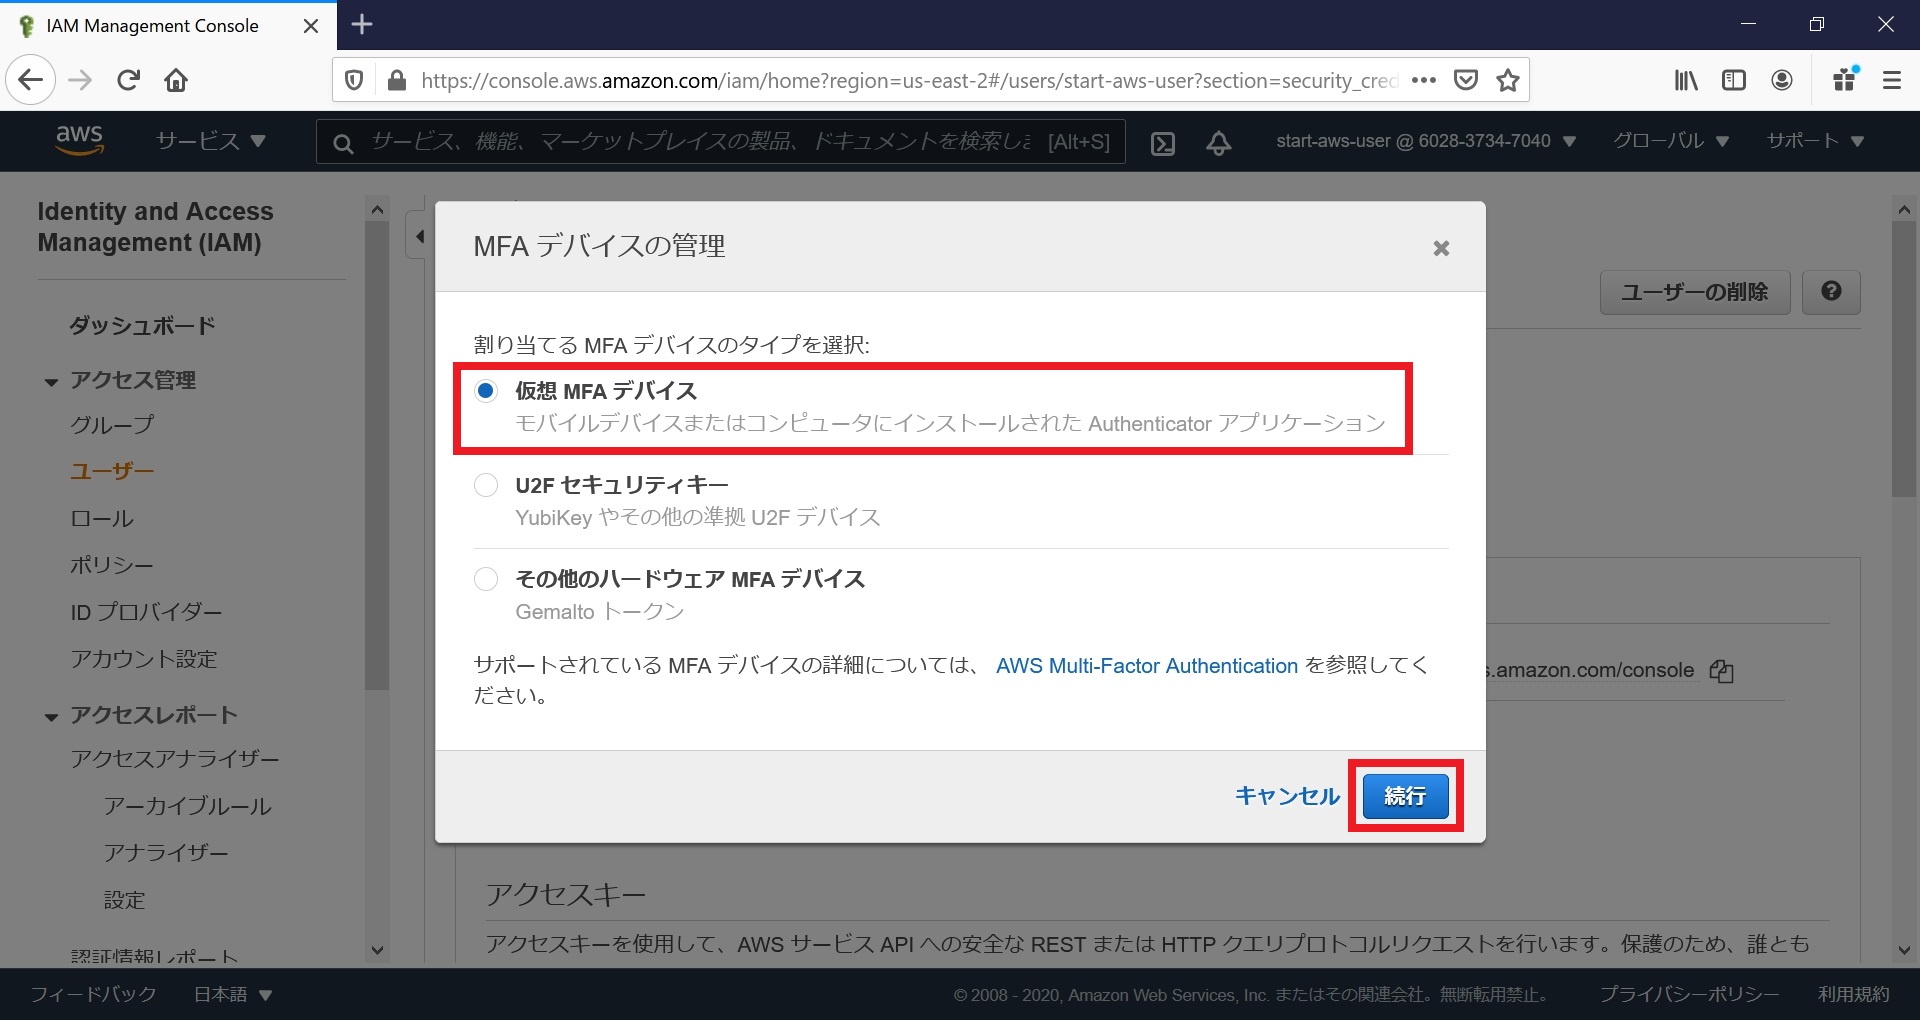 IAM Management Console
https://console.aws.amazon.com/iam/home?region=us-east-2#/users/start-aws-user?section=security_cred
aws
サービス
サービス、機能、マーケットプレイスの製品、ドキュメントを検索しま [Alt+S]
start-aws-user @ 6028-3734-7040
グローバル
サポート
Identity and Access
Management (IAM)
ダッシュボード
アクセス管理
グループ
ユーザー
ロール
ポリシー
ID プロバイダー
アカウント設定
アクセスレポート
アクセスアナライザー
アーカイブルール
アナライザー
設定
認証情報レポート
MFA デバイスの管理
割り当てる MFA デバイスのタイプを選択:
仮想 MFA デバイス
モバイルデバイスまたはコンピュータにインストールされた Authenticator アプリケーション
U2F セキュリティキー
YubiKey やその他の準拠 U2F デバイス
その他のハードウェア MFA デバイス
Gemalto トークン
サポートされている MFA デバイスの詳細については、 AWS Multi-Factor Authentication を参照してく
ださい。
キャンセル
続行
ユーザーの削除
?
s.amazon.com/console
アクセスキー
アクセスキーを使用して、AWS サービス API への安全な REST または HTTP クエリプロトコルリクエストを行います。保護のため、誰とも
フィードバック
日本語
© 2008 - 2020, Amazon Web Services, Inc. またはその関連会社。無断転用禁止。
プライバシーポリシー
利用規約